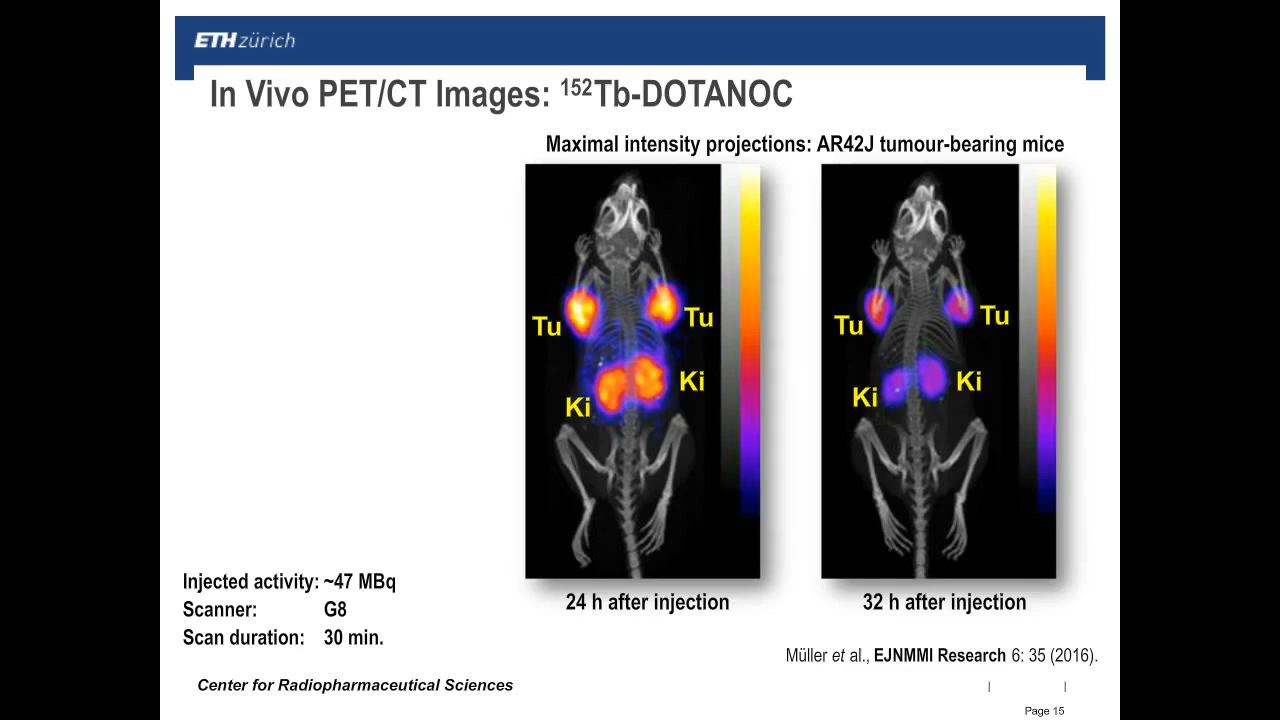 ETH zürich
In Vivo PET/CT Images: ¹⁵²Tb-DOTANOC
Maximal intensity projections: AR42J tumour-bearing mice
Tu
Tu
Ki
Ki
Tu
Tu
Ki
Ki
24 h after injection
32 h after injection
Injected activity: ~47 MBq
Scanner: G8
Scan duration: 30 min.
Müller et al., EJNMMI Research 6: 35 (2016).
Center for Radiopharmaceutical Sciences
Page 15